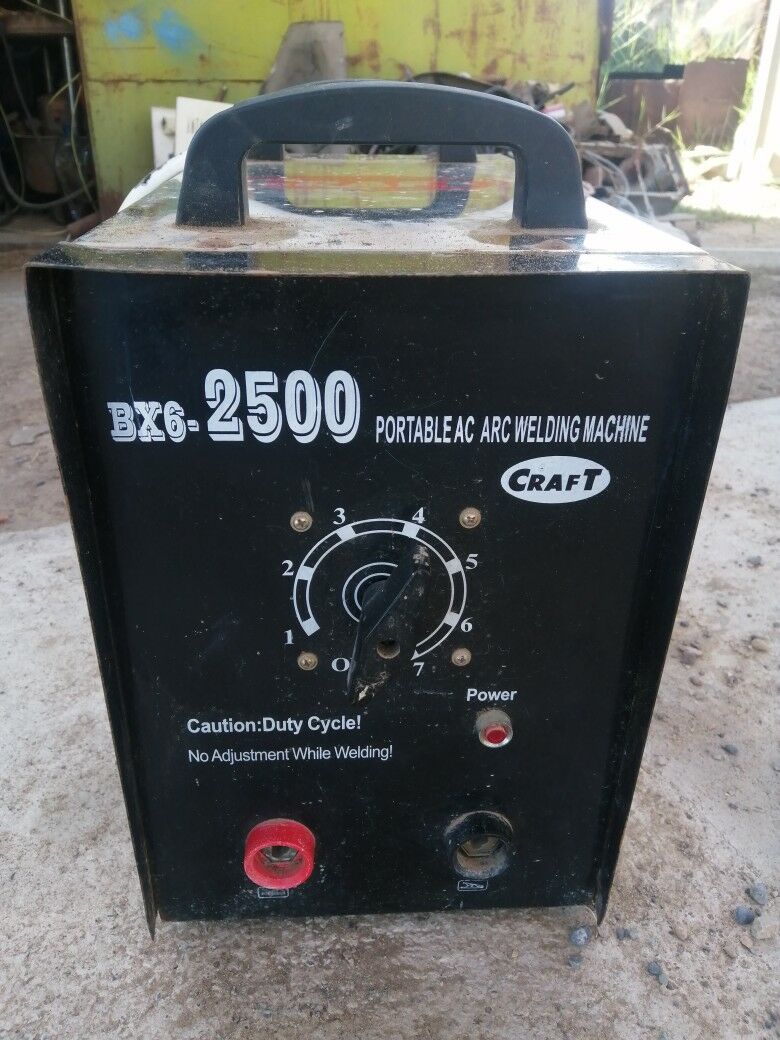 BX6-2500 PORTABLE AC ARC WELDING MACHINE
CRAFT
3 4
2 5
1 6
0 7
Power
Caution:Duty Cycle!
No Adjustment While Welding!